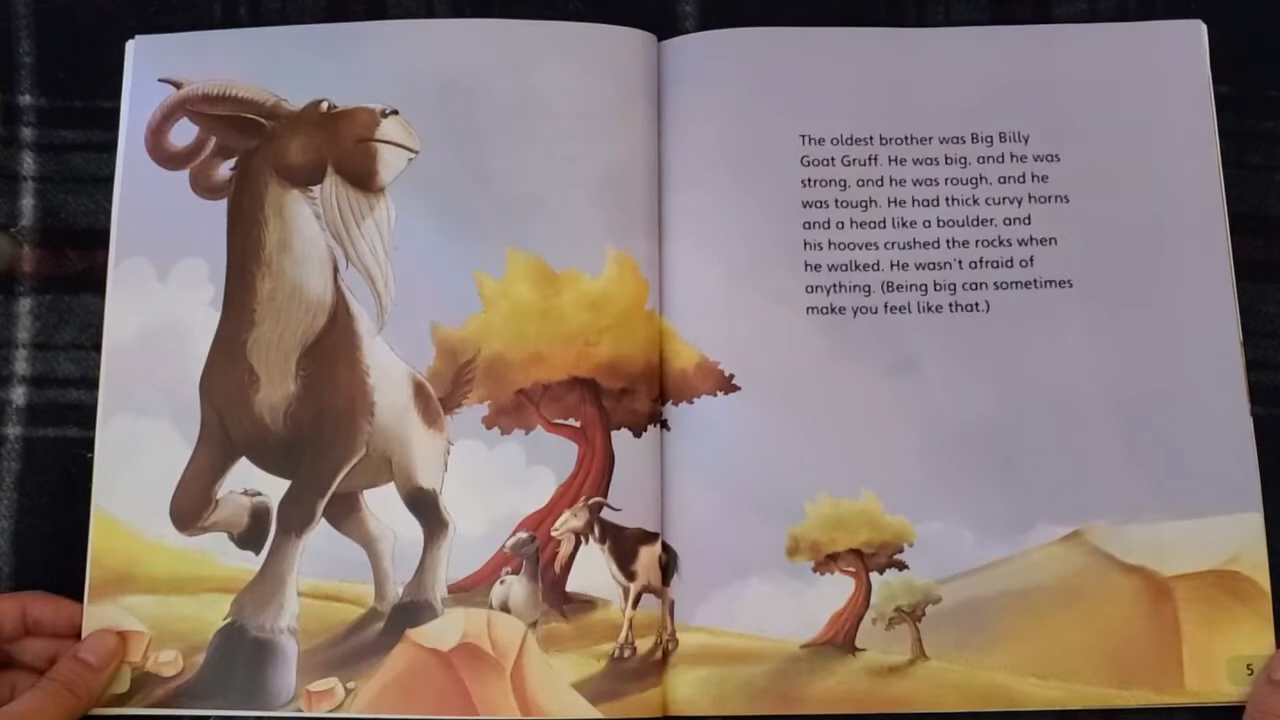 The oldest brother was Big Billy
Goat Gruff. He was big, and he was
strong, and he was rough, and he
was tough. He had thick curvy horns
and a head like a boulder, and
his hooves crushed the rocks when
he walked. He wasn't afraid of
anything. (Being big can sometimes
make you feel like that.)
5